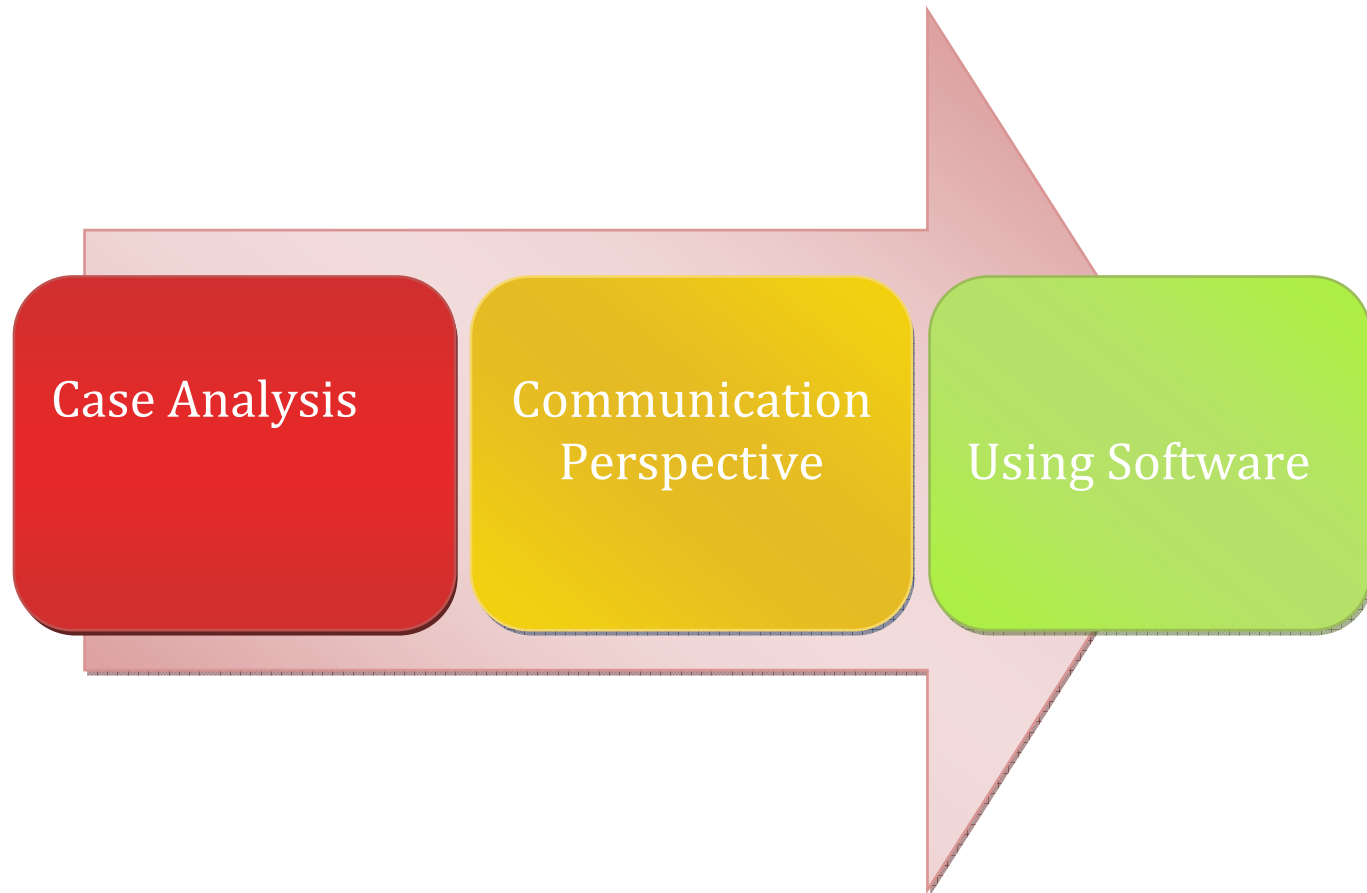 Case Analysis
Communication
Perspective
Using Software